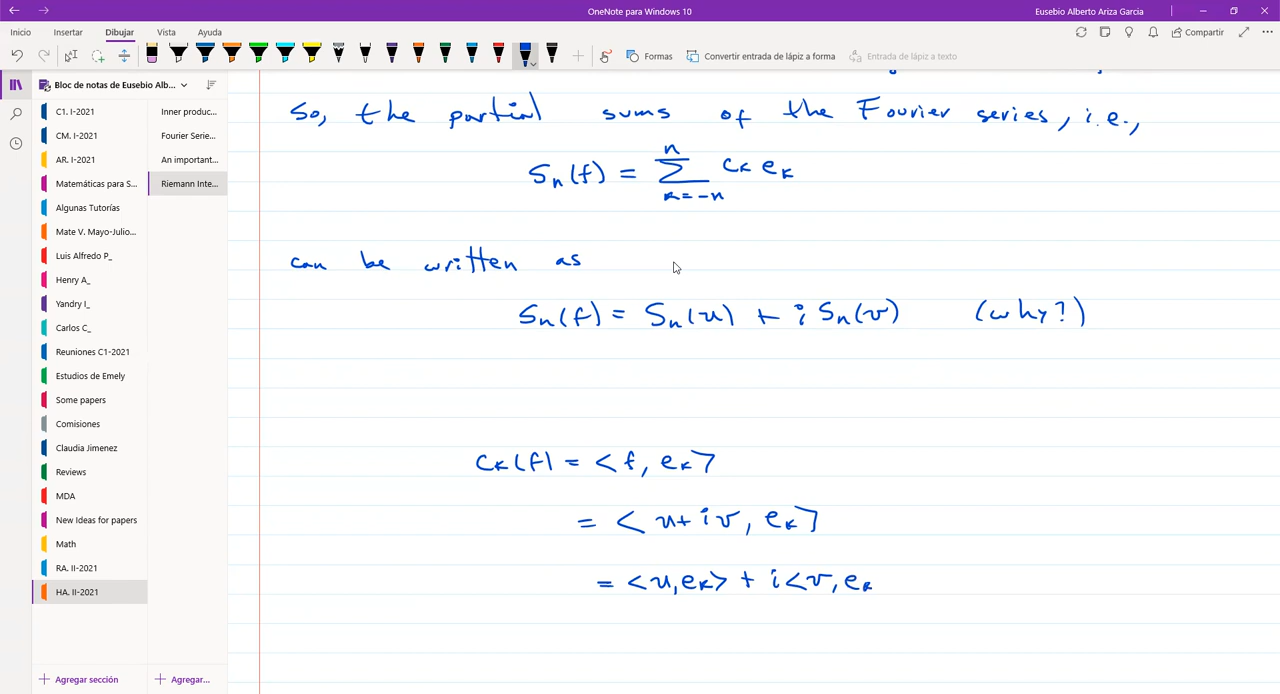 OneNote para Windows 10
Eusebio Alberto Ariza Garcia
Inicio Insertar Dibujar Vista Ayuda
Compartir
Formas Convertir entrada de lápiz a forma Entrada de lápiz a texto
Bloc de notas de Eusebio Alb...
C1. I-2021
CM. I-2021
AR. I-2021
Matemáticas para S...
Algunas Tutorías
Mate V. Mayo-Julio...
Luis Alfredo P_
Henry A_
Yandry I_
Carlos C_
Reuniones C1-2021
Estudios de Emely
Some papers
Comisiones
Claudia Jimenez
Reviews
MDA
New Ideas for papers
Math
RA. II-2021
HA. II-2021
Agregar sección
Inner produc...
Fourier Serie...
An important...
Riemann Inte...
Agregar...
So, the partial sums of the Fourier series, i.e.,
Sn(f) = ∑_{k=-n}^{n} ck ek
can be written as
Sn(f) = Sn(u) + i Sn(v) (why?)
ck(f) = <f, ek>
= <u+iv, ek>
= <u,ek> + i<v,ek